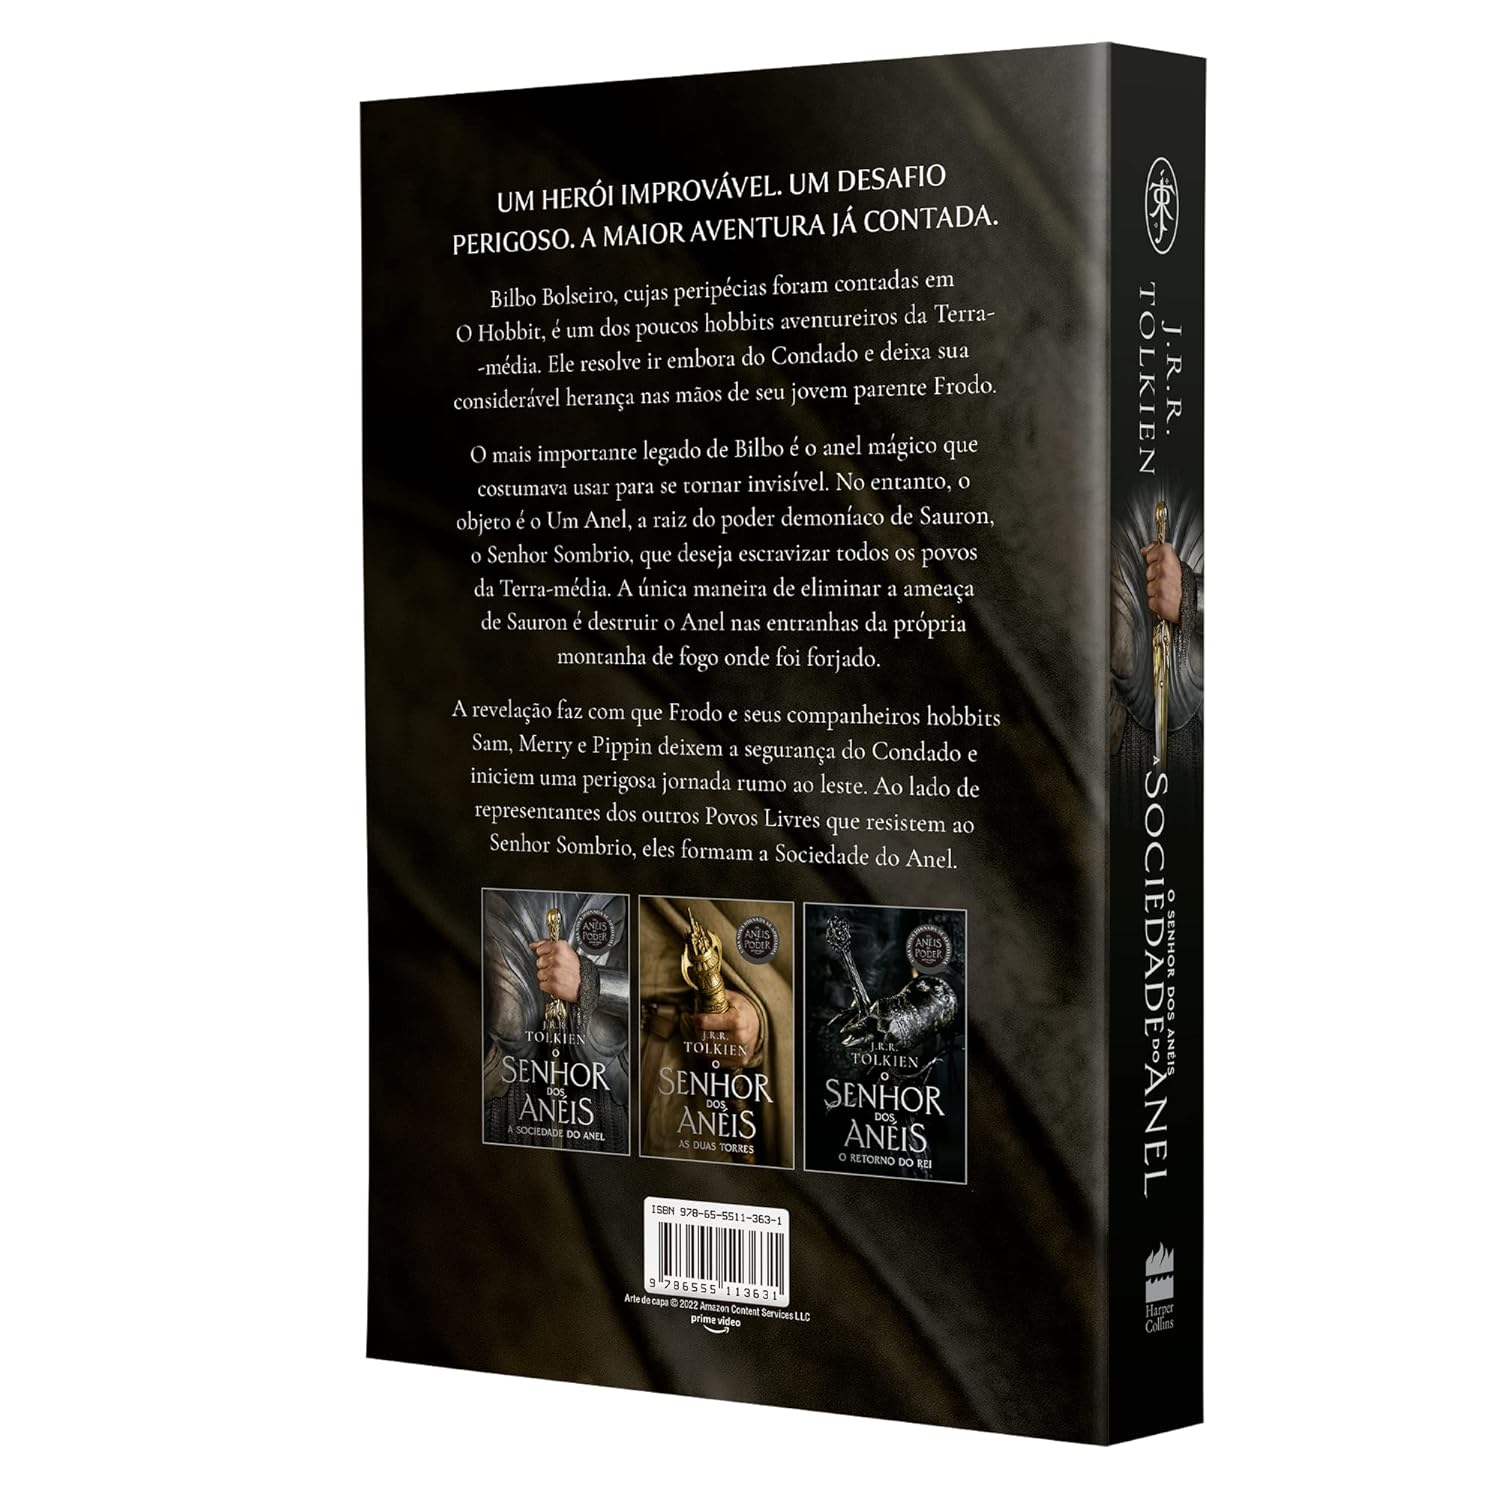 UM HERÓI IMPROVÁVEL. UM DESAFIO
PERIGOSO. A MAIOR AVENTURA JÁ CONTADA.
Bilbo Bolseiro, cujas peripécias foram contadas em
O Hobbit, é um dos poucos hobbits aventureiros da Terra-
-média. Ele resolve ir embora do Condado e deixa sua
considerável herança nas mãos de seu jovem parente Frodo.
O mais importante legado de Bilbo é o anel mágico que
costumava usar para se tornar invisível. No entanto, o
objeto é o Um Anel, a raiz do poder demoníaco de Sauron,
o Senhor Sombrio, que deseja escravizar todos os povos
da Terra-média. A única maneira de eliminar a ameaça
de Sauron é destruir o Anel nas entranhas da própria
montanha de fogo onde foi forjado.
A revelação faz com que Frodo e seus companheiros hobbits
Sam, Merry e Pippin deixem a segurança do Condado e
iniciem uma perigosa jornada rumo ao leste. Ao lado de
representantes dos outros Povos Livres que resistem ao
Senhor Sombrio, eles formam a Sociedade do Anel.
ANÉIS
DE PODER
J.R.R.
TOLKIEN
O
SENHOR
DOS
ANÉIS
A SOCIEDADE DO ANEL
ANÉIS
DE PODER
J.R.R.
TOLKIEN
O
SENHOR
DOS
ANÉIS
AS DUAS TORRES
ANÉIS
DE PODER
J.R.R.
TOLKIEN
O
SENHOR
DOS
ANÉIS
O RETORNO DO REI
ISBN 978-65-5511-363-1
9 786555 113631
Arte de capa © 2022 Amazon Content Services LLC
prime video
J.R.R.
TOLKIEN
O SENHOR DOS ANÉIS
A SOCIEDADE DO ANEL
Harper
Collins